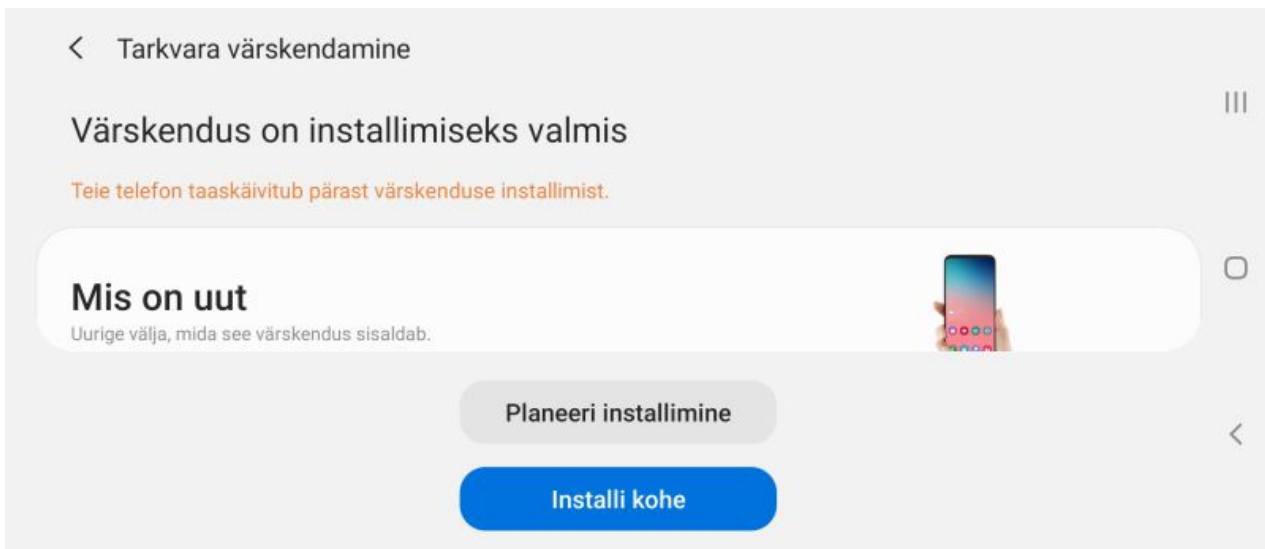 Tarkvara värskendamine
Värskendus on installimiseks valmis
Teie telefon taaskäivitub pärast värskenduse installimist.
Mis on uut
Uurige välja, mida see värskendus sisaldab.
Planeeri installimine
Installi kohe